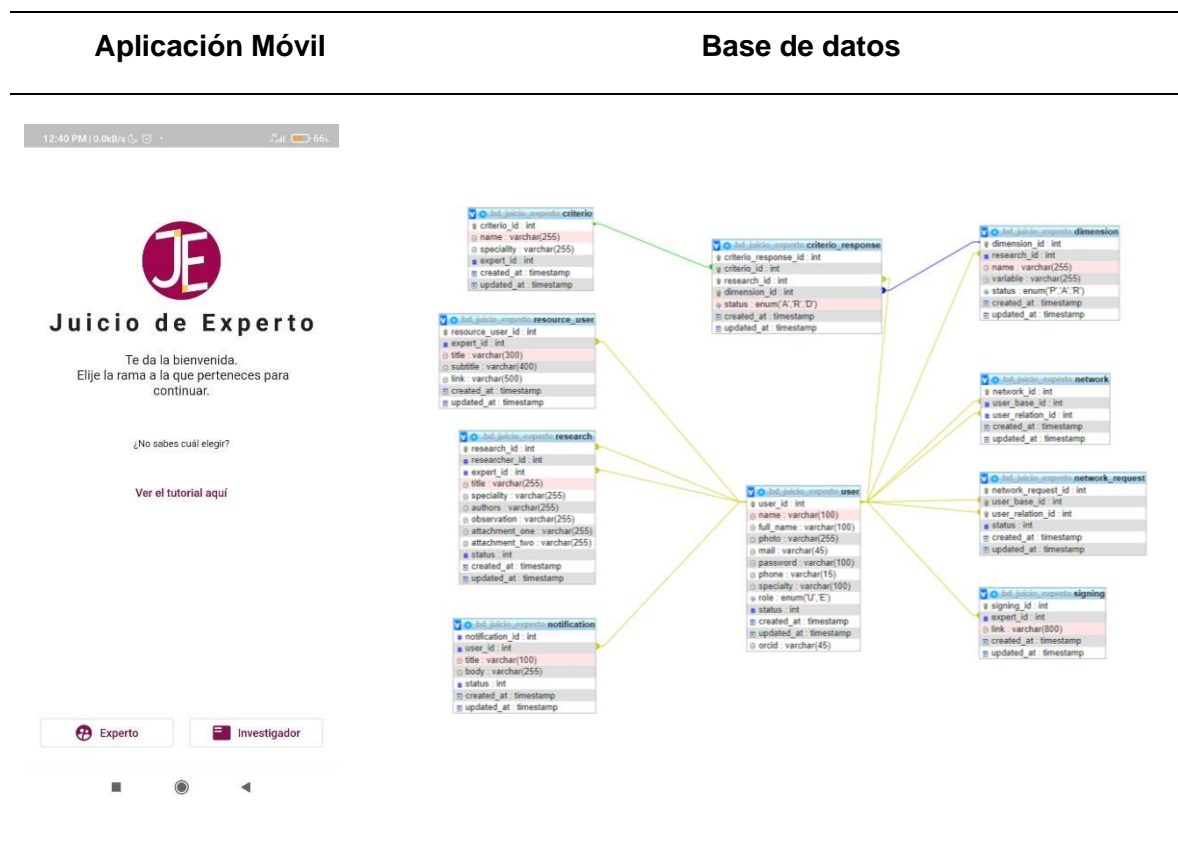 Aplicación Móvil
Base de datos
12:40 PM | 0.0kB/s
66
JE
Juicio de Experto
Te da la bienvenida.
Elije la rama a la que perteneces para
continuar.
¿No sabes cuál elegir?
Ver el tutorial aquí
Experto
Investigador
bd_juicio_experto criterio
criterio_id : int
name : varchar(255)
speciality : varchar(255)
expert_id : int
created_at : timestamp
updated_at : timestamp
bd_juicio_experto resource_user
resource_user_id : int
expert_id : int
title : varchar(300)
subtitle : varchar(400)
link : varchar(500)
created_at : timestamp
updated_at : timestamp
bd_juicio_experto research
research_id : int
researcher_id : int
expert_id : int
title : varchar(255)
speciality : varchar(255)
authors : varchar(255)
observation : varchar(255)
attachment_one : varchar(255)
attachment_two : varchar(255)
status : int
created_at : timestamp
updated_at : timestamp
bd_juicio_experto notification
notification_id : int
user_id : int
title : varchar(100)
body : varchar(255)
status : int
created_at : timestamp
updated_at : timestamp
bd_juicio_experto criterio_response
criterio_response_id : int
criterio_id : int
research_id : int
dimension_id : int
status : enum('A','R','D')
created_at : timestamp
updated_at : timestamp
bd_juicio_experto user
user_id : int
name : varchar(100)
full_name : varchar(100)
photo : varchar(255)
mail : varchar(45)
password : varchar(100)
phone : varchar(15)
specialty : varchar(100)
role : enum('U','E')
status : int
created_at : timestamp
updated_at : timestamp
orcid : varchar(45)
bd_juicio_experto dimension
dimension_id : int
research_id : int
name : varchar(255)
variable : varchar(255)
status : enum('P','A','R')
created_at : timestamp
updated_at : timestamp
bd_juicio_experto network
network_id : int
user_base_id : int
user_relation_id : int
created_at : timestamp
updated_at : timestamp
bd_juicio_experto network_request
network_request_id : int
user_base_id : int
user_relation_id : int
status : int
created_at : timestamp
updated_at : timestamp
bd_juicio_experto signing
signing_id : int
expert_id : int
link : varchar(800)
created_at : timestamp
updated_at : timestamp